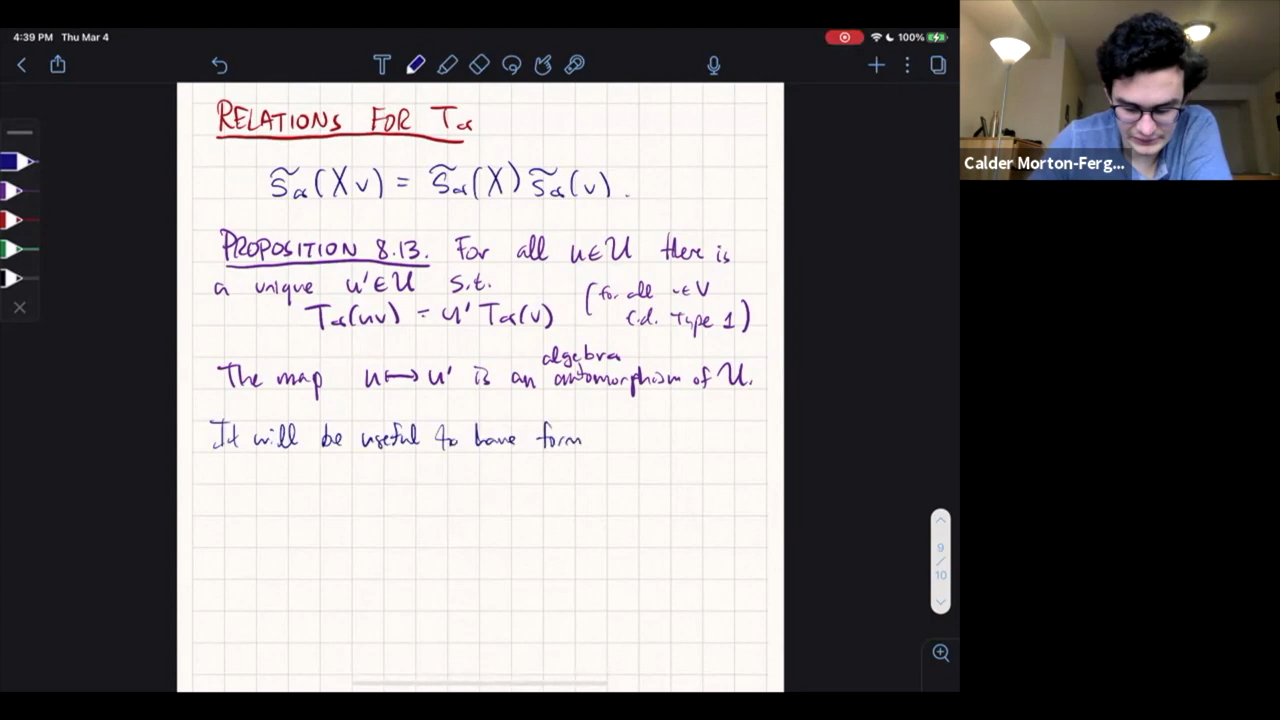 4:39 PM Thu Mar 4
100%
RELATIONS FOR Tα
s̃α(Xv) = s̃α(X) s̃α(v).
PROPOSITION 8.13. For all u∈U there is
a unique u'∈U s.t.
Tα(uv) = u' Tα(v) (for all v∈V
f.d. Type 1)
algebra
The map u↦u' is an automorphism of U.
It will be useful to have form
9
/
10
Calder Morton-Ferg...